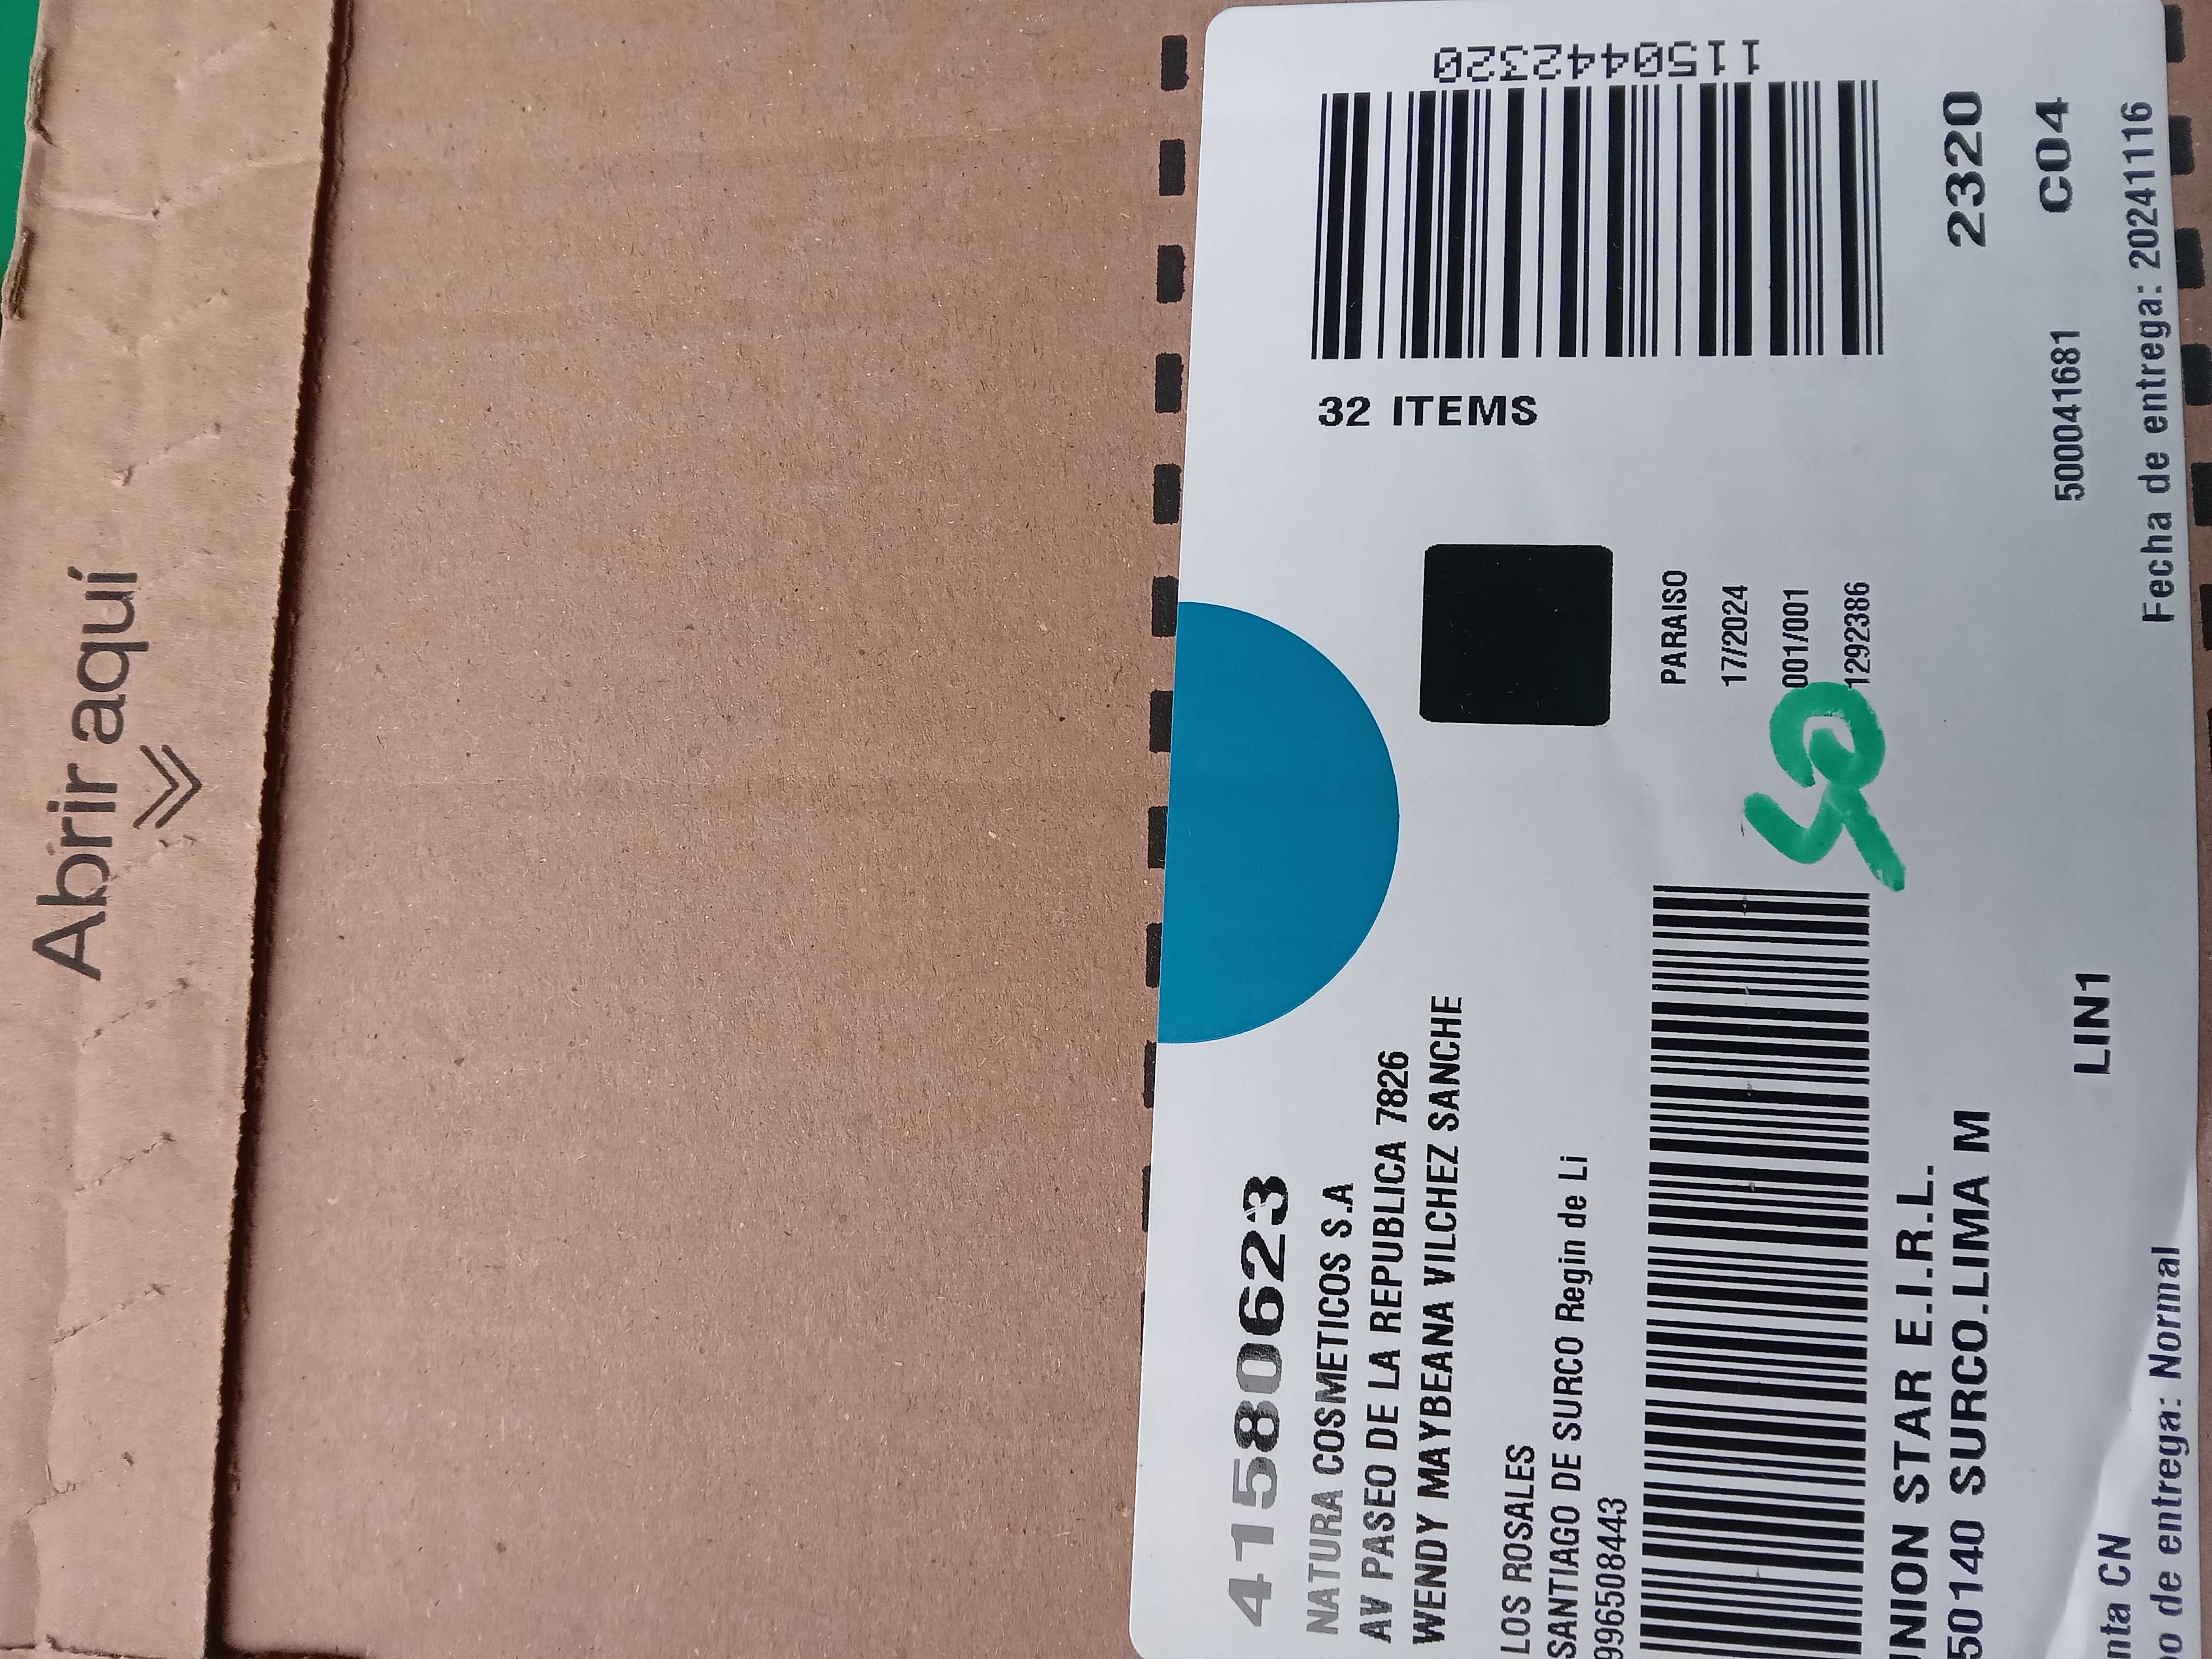 Abrir aquí
41580623
NATURA COSMETICOS S.A
AV PASEO DE LA REPUBLICA 7826
WENDY MAYBEANA VILCHEZ SANCHE
LOS ROSALES
SANTIAGO DE SURCO Regin de Li
996508443
32 ITEMS
1150442320
PARAISO
17/2024
001/001
1292386
40
NION STAR E.I.R.L.
50140 SURCO.LIMA M
2320
C04
LIN1
500041681
nta CN
o de entrega: Normal
Fecha de entrega: 20241116